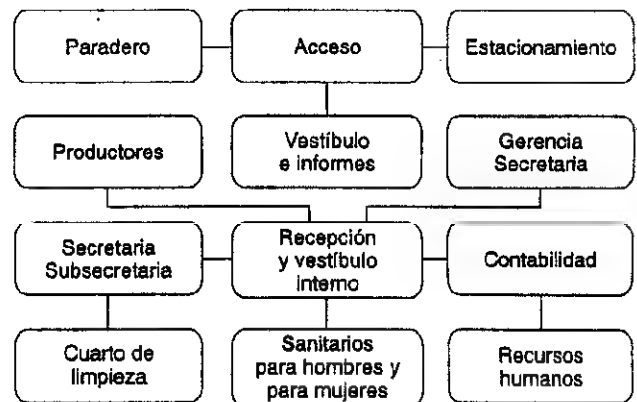 Paradero
Acceso
Estacionamiento
Productores
Vestíbulo
e informes
Gerencia
Secretaria
Secretaria
Subsecretaria
Recepción
y vestíbulo
interno
Contabilidad
Cuarto de
limpieza
Sanitarios
para hombres y
para mujeres
Recursos
humanos